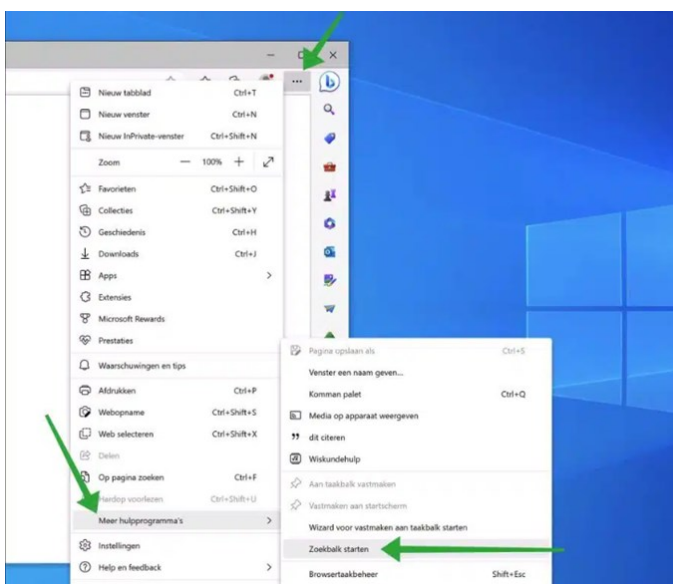 Nieuw tabblad Ctrl+T
Nieuw venster Ctrl+N
Nieuw InPrivate-venster Ctrl+Shift+N
Zoom — 100% +
Favorieten Ctrl+Shift+O
Collecties Ctrl+Shift+Y
Geschiedenis Ctrl+H
Downloads Ctrl+J
Apps
Extensies
Microsoft Rewards
Prestaties
Waarschuwingen en tips
Afdrukken Ctrl+P
Webopname Ctrl+Shift+S
Web selecteren Ctrl+Shift+X
Delen
Op pagina zoeken Ctrl+F
Hardop voorlezen Ctrl+Shift+U
Meer hulpprogramma's
Instellingen
Help en feedback
Pagina opslaan als Ctrl+S
Venster een naam geven...
Komman palet Ctrl+Q
Media op apparaat weergeven
dit citeren
Wiskundehulp
Aan taakbalk vastmaken
Vastmaken aan startscherm
Wizard voor vastmaken aan taakbalk starten
Zoekbalk starten
Browsertaakbeheer Shift+Esc